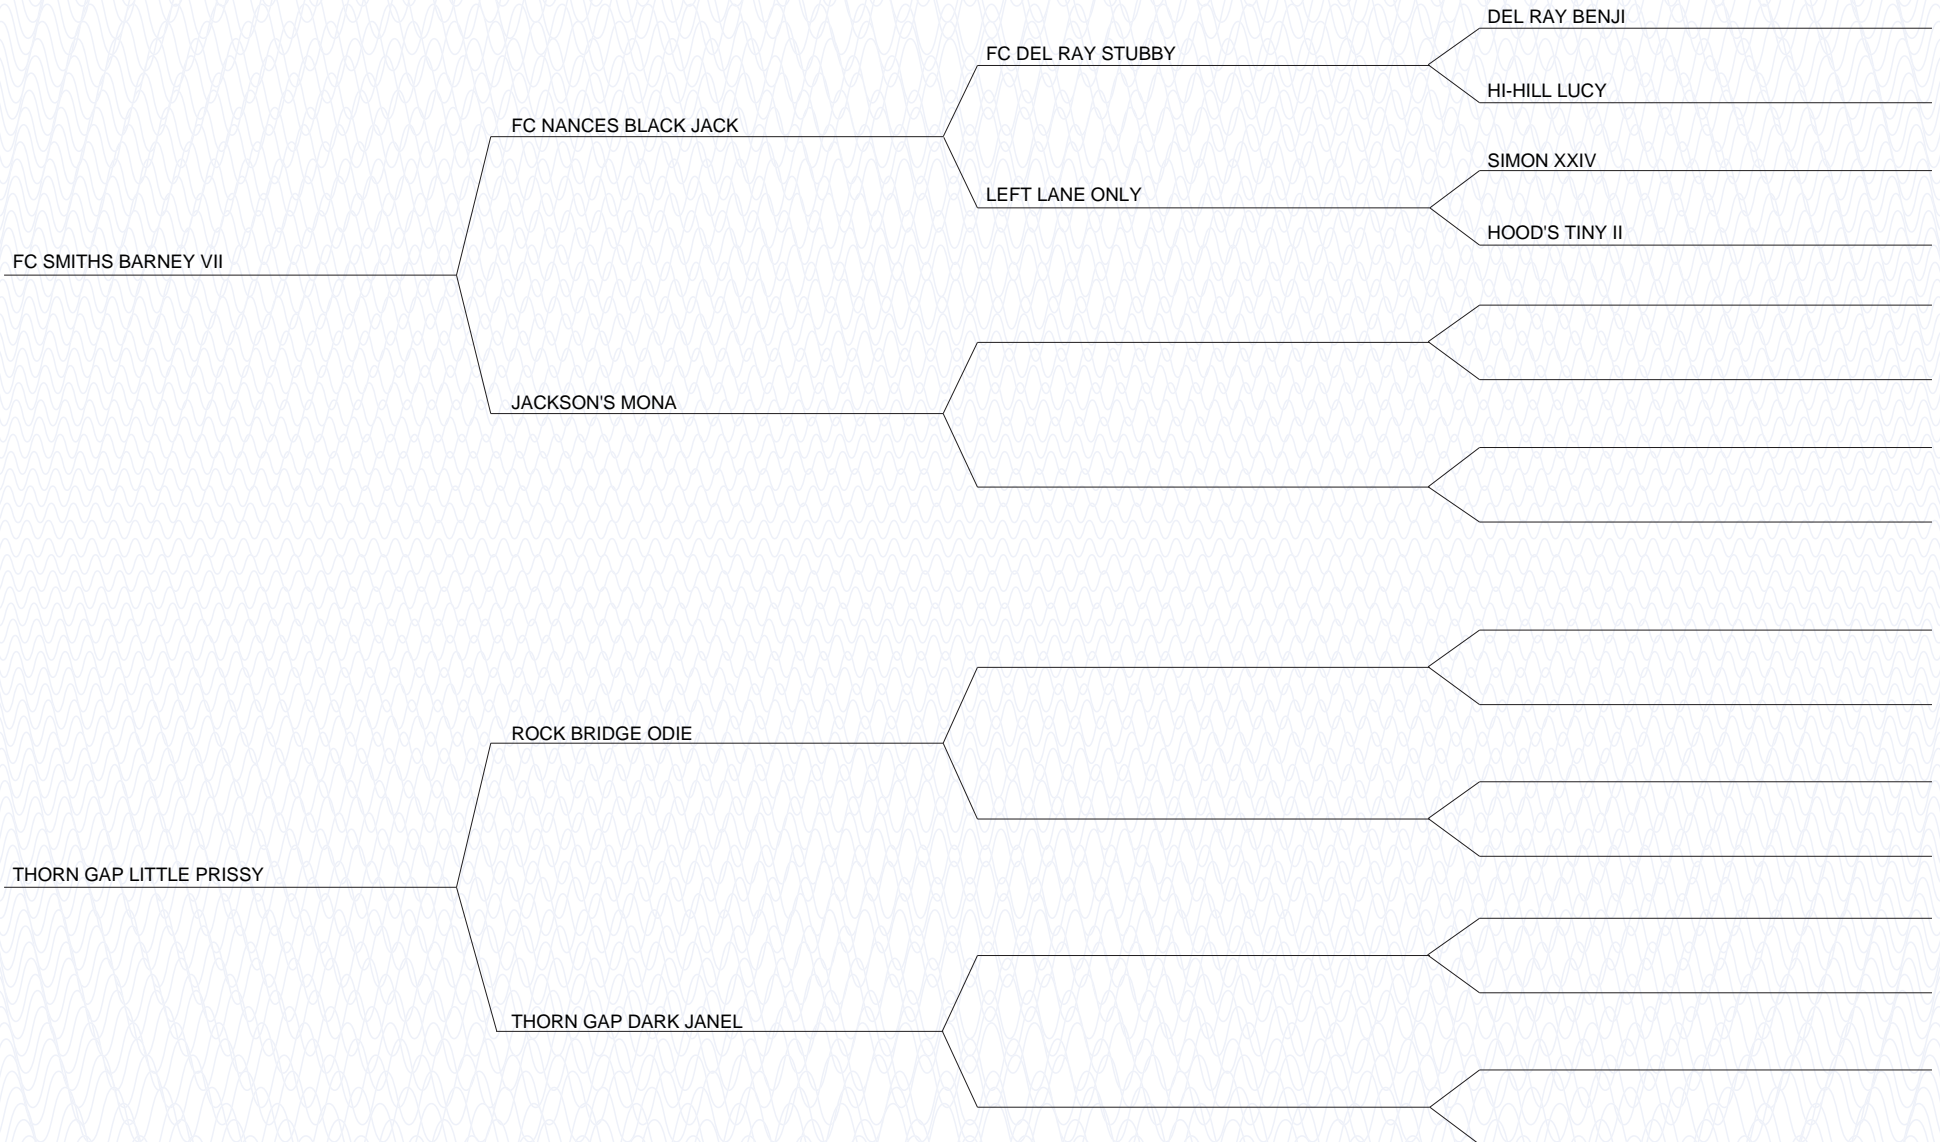 DEL RAY BENJI
FC DEL RAY STUBBY
HI-HILL LUCY
FC NANCES BLACK JACK
SIMON XXIV
LEFT LANE ONLY
HOOD'S TINY II
FC SMITHS BARNEY VII
JACKSON'S MONA
ROCK BRIDGE ODIE
THORN GAP LITTLE PRISSY
THORN GAP DARK JANEL